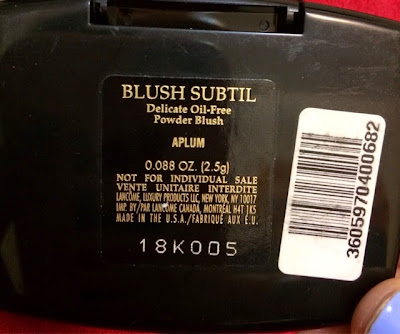 BLUSH SUBTIL
Delicate Oil-Free
Powder Blush
APLUM
0.088 OZ. (2.5g)
NOT FOR INDIVIDUAL SALE
VENTE UNITAIRE INTERDITE
LANCÔME, LUXURY PRODUCTS LLC, NEW YORK, NY, 10017
IMP. BY/PAR LANCÔME CANADA, MONTRÉAL H4T 1K5
MADE IN THE U.S.A./FABRIQUÉ AUX É.U.
18K005
3605970400682